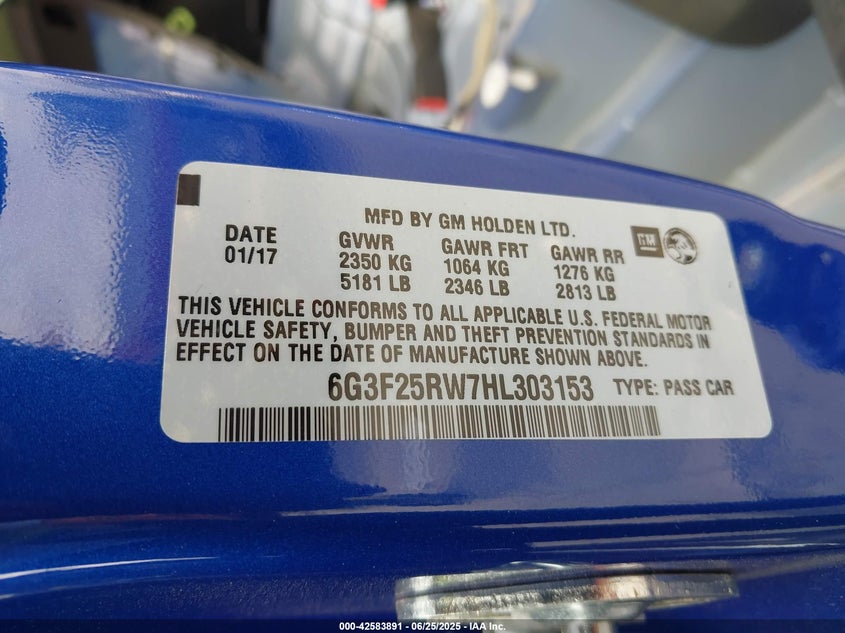 MFD BY GM HOLDEN LTD.
DATE
01/17
GVWR
2350 KG
5181 LB
GAWR FRT
1064 KG
2346 LB
GAWR RR
1276 KG
2813 LB
GM
THIS VEHICLE CONFORMS TO ALL APPLICABLE U.S. FEDERAL MOTOR
VEHICLE SAFETY, BUMPER AND THEFT PREVENTION STANDARDS IN
EFFECT ON THE DATE OF MANUFACTURE SHOWN ABOVE.
6G3F25RW7HL303153 TYPE: PASS CAR
000-42583891 - 06/25/2025 - IAA Inc.